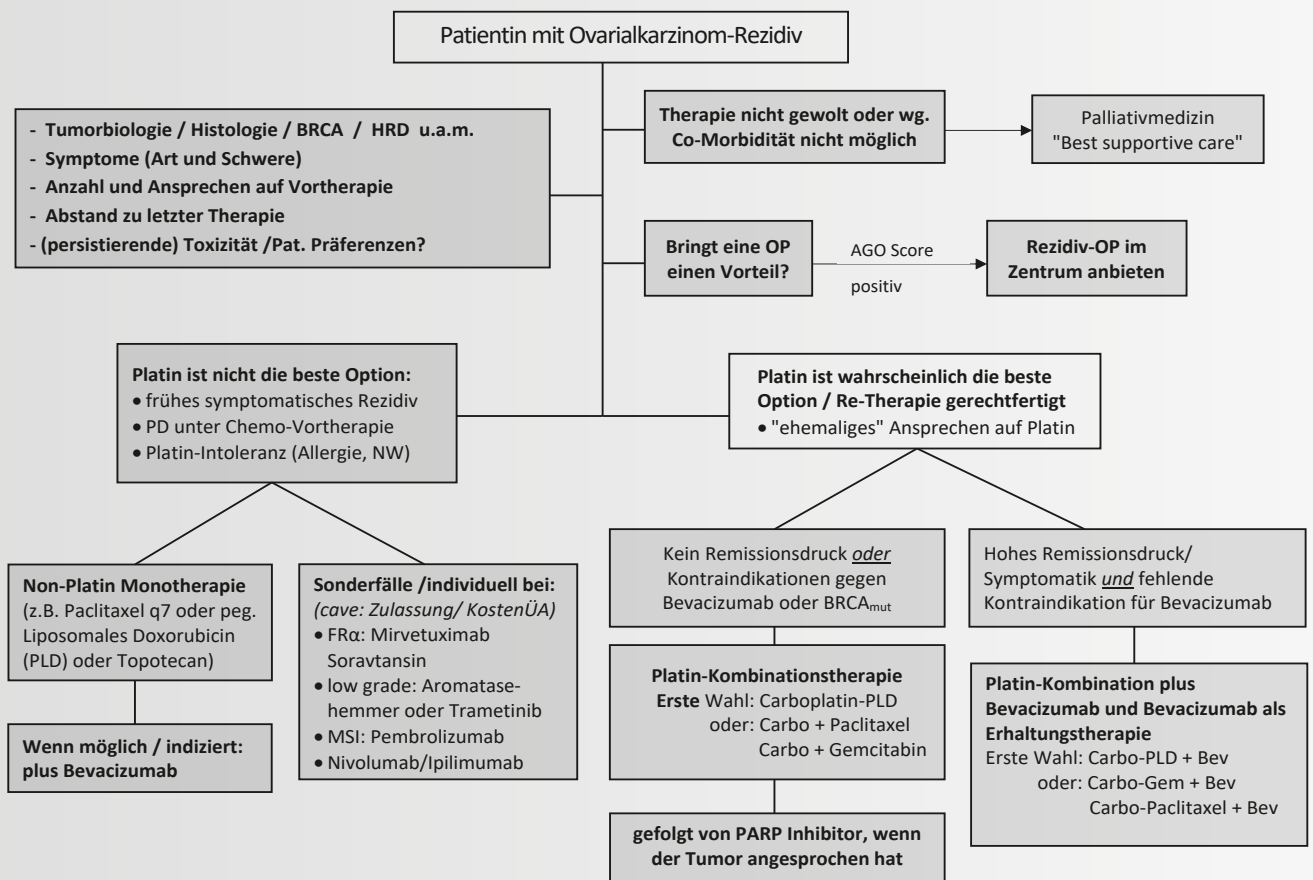 Patientin mit Ovarialkarzinom-Rezidiv
- Tumorbiologie / Histologie / BRCA / HRD u.a.m.
- Symptome (Art und Schwere)
- Anzahl und Ansprechen auf Vortherapie
- Abstand zu letzter Therapie
- (persistierende) Toxizität /Pat. Präferenzen?
Therapie nicht gewolt oder wg.
Co-Morbidität nicht möglich
Palliativmedizin
"Best supportive care"
Bringt eine OP
einen Vorteil?
AGO Score
positiv
Rezidiv-OP im
Zentrum anbieten
Platin ist nicht die beste Option:
• frühes symptomatisches Rezidiv
• PD unter Chemo-Vortherapie
• Platin-Intoleranz (Allergie, NW)
Platin ist wahrscheinlich die beste
Option / Re-Therapie gerechtfertigt
• "ehemaliges" Ansprechen auf Platin
Non-Platin Monotherapie
(z.B. Paclitaxel q7 oder peg.
Liposomales Doxorubicin
(PLD) oder Topotecan)
Wenn möglich / indiziert:
plus Bevacizumab
Sonderfälle /individuell bei:
(cave: Zulassung/ KostenÜA)
• FRα: Mirvetuximab
Soravtansin
• low grade: Aromatase-
hemmer oder Trametinib
• MSI: Pembrolizumab
• Nivolumab/Ipilimumab
Kein Remissionsdruck oder
Kontraindikationen gegen
Bevacizumab oder BRCAmut
Platin-Kombinationstherapie
Erste Wahl: Carboplatin-PLD
oder: Carbo + Paclitaxel
Carbo + Gemcitabin
gefolgt von PARP Inhibitor, wenn
der Tumor angesprochen hat
Hohes Remissionsdruck/
Symptomatik und fehlende
Kontraindikation für Bevacizumab
Platin-Kombination plus
Bevacizumab und Bevacizumab als
Erhaltungstherapie
Erste Wahl: Carbo-PLD + Bev
oder: Carbo-Gem + Bev
Carbo-Paclitaxel + Bev